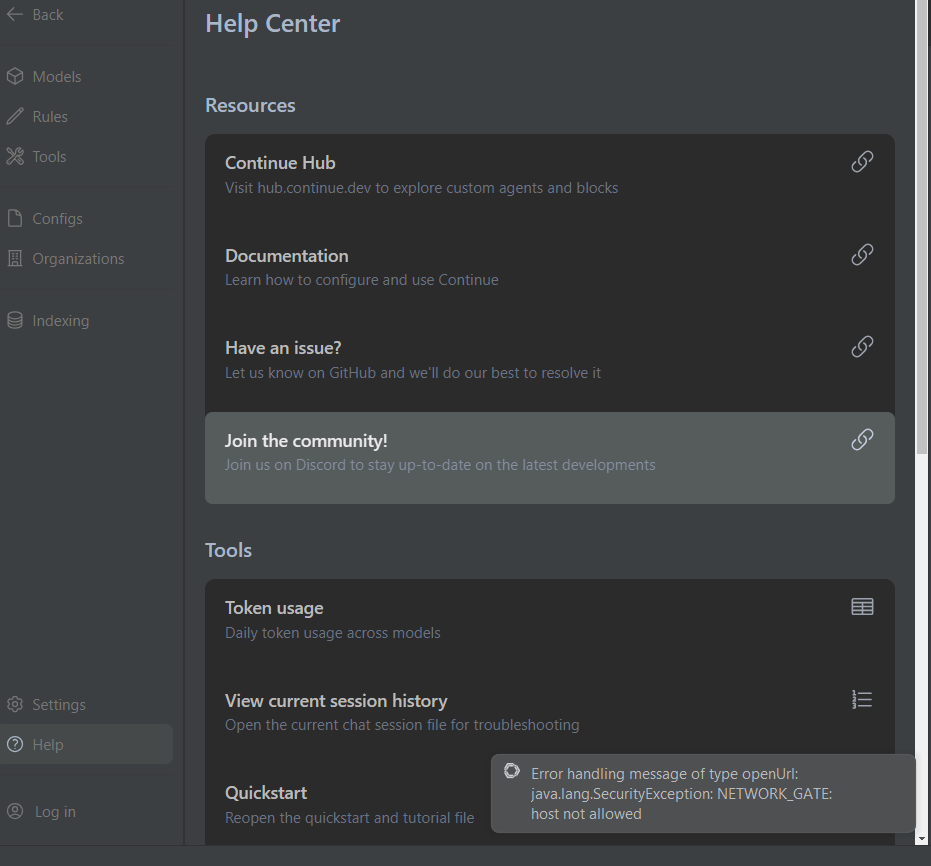 Back
Models
Rules
Tools
Configs
Organizations
Indexing
Settings
Help
Log in
Help Center
Resources
Continue Hub
Visit hub.continue.dev to explore custom agents and blocks
Documentation
Learn how to configure and use Continue
Have an issue?
Let us know on GitHub and we'll do our best to resolve it
Join the community!
Join us on Discord to stay up-to-date on the latest developments
Tools
Token usage
Daily token usage across models
View current session history
Open the current chat session file for troubleshooting
Quickstart
Reopen the quickstart and tutorial file
Error handling message of type openUrl:
java.lang.SecurityException: NETWORK_GATE:
host not allowed